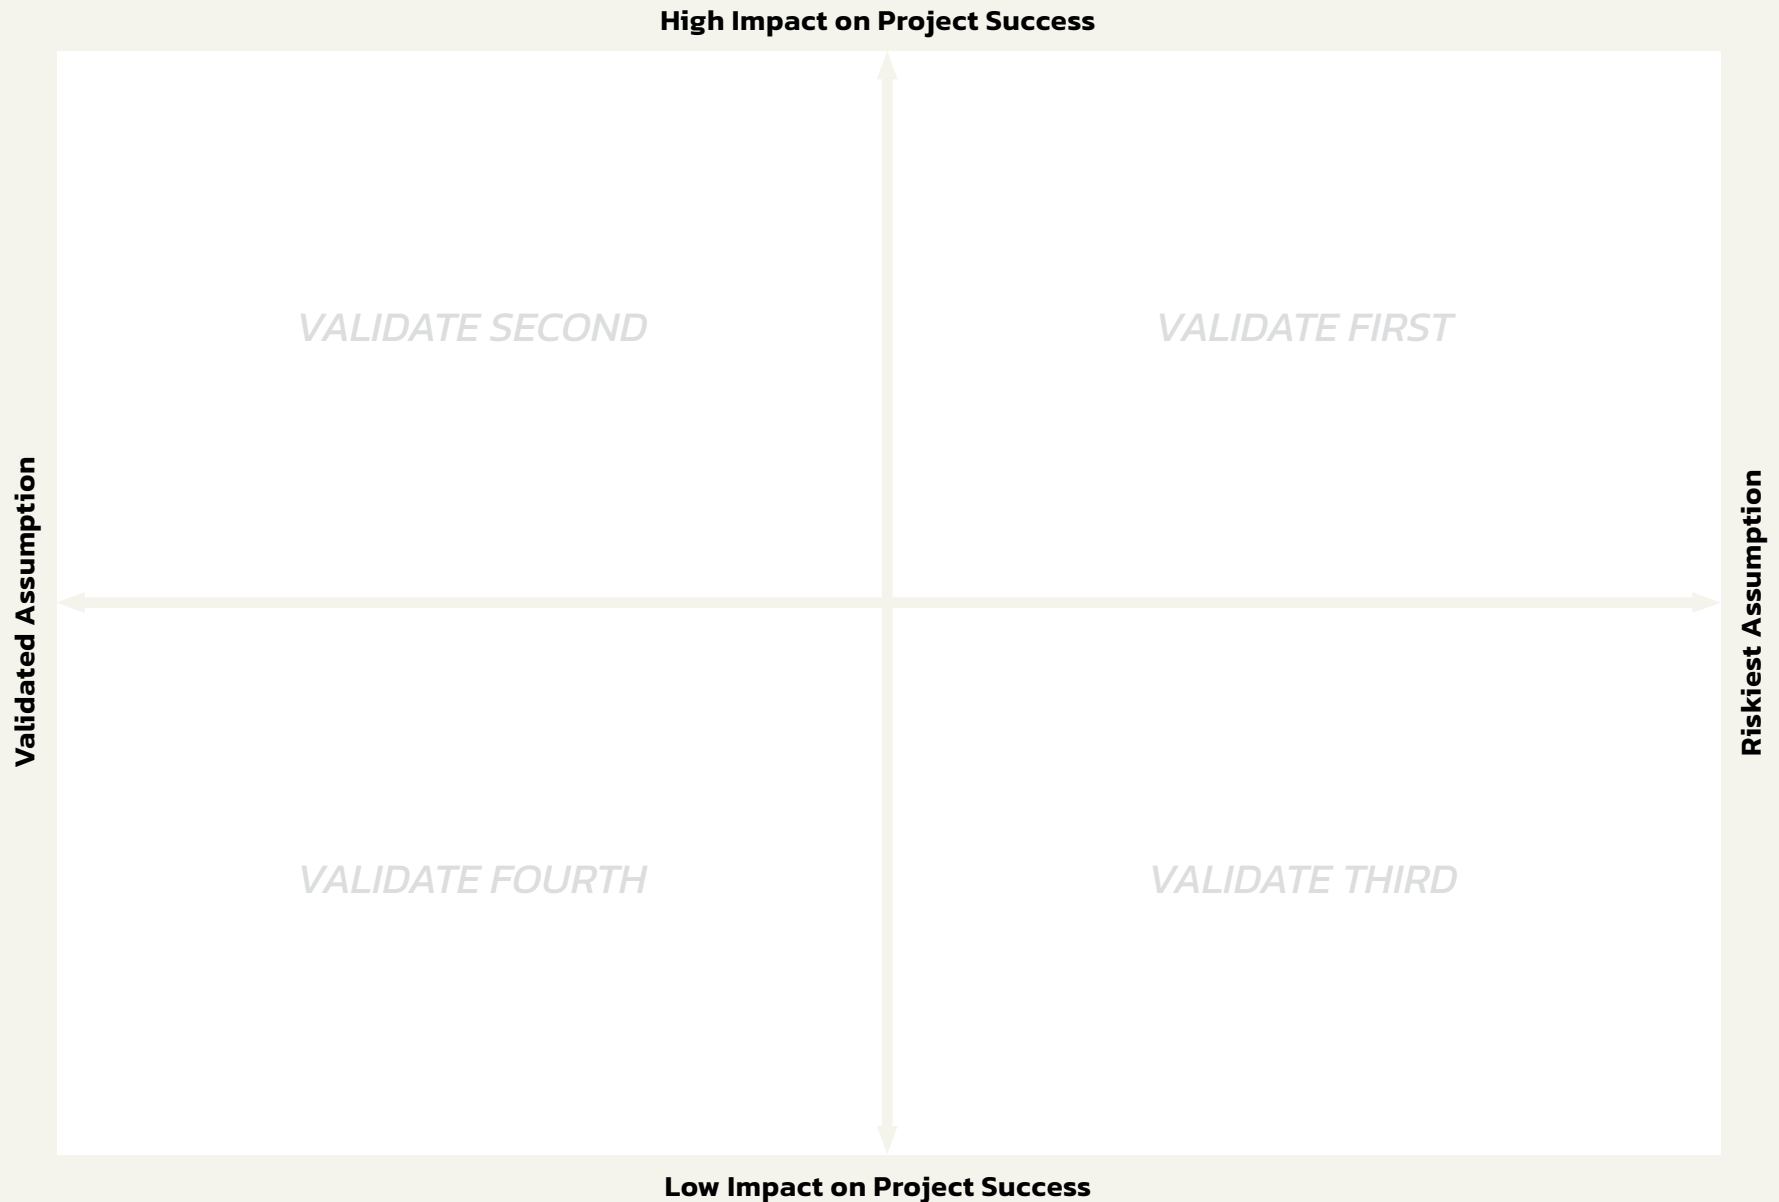 High Impact on Project Success
VALIDATE SECOND
VALIDATE FIRST
Validated Assumption
Riskiest Assumption
VALIDATE FOURTH
VALIDATE THIRD
Low Impact on Project Success